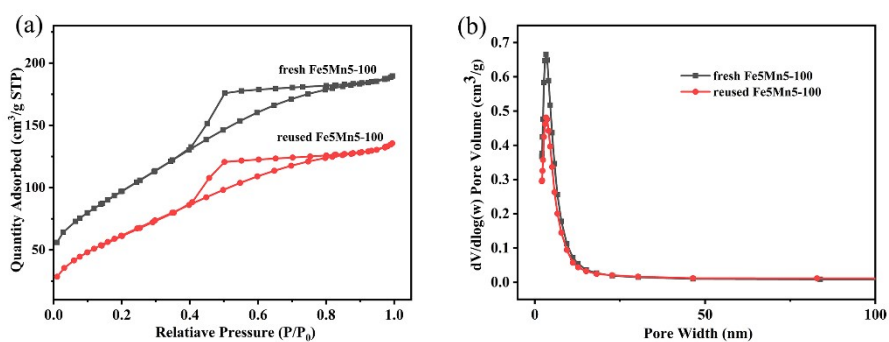 (a)
Quantity Adsorbed (cm³/g STP)
200
150
100
50
fresh Fe5Mn5-100
reused Fe5Mn5-100
0.0 0.2 0.4 0.6 0.8 1.0
Relatiave Pressure (P/P₀)
(b)
dV/dlog(w) Pore Volume (cm³/g)
0.7
0.6
0.5
0.4
0.3
0.2
0.1
0.0
fresh Fe5Mn5-100
reused Fe5Mn5-100
0 50 100
Pore Width (nm)